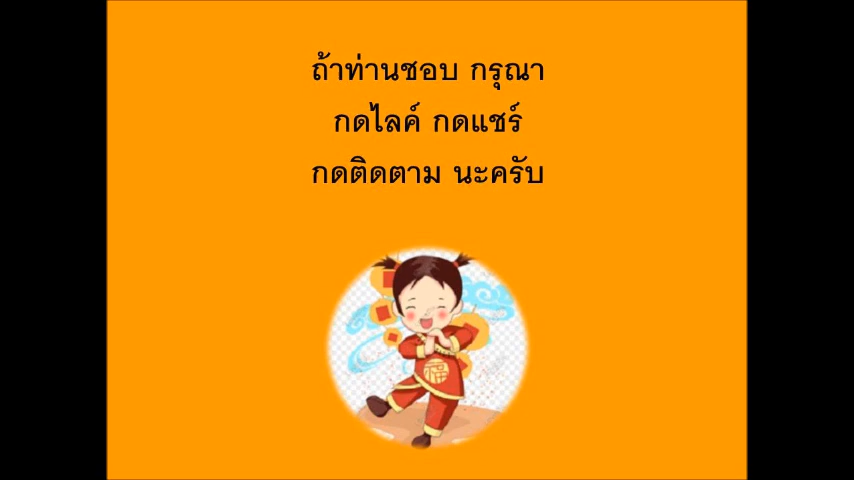 ถ้าท่านชอบ กรุณา
กดไลค์ กดแชร์
กดติดตาม นะครับ
福